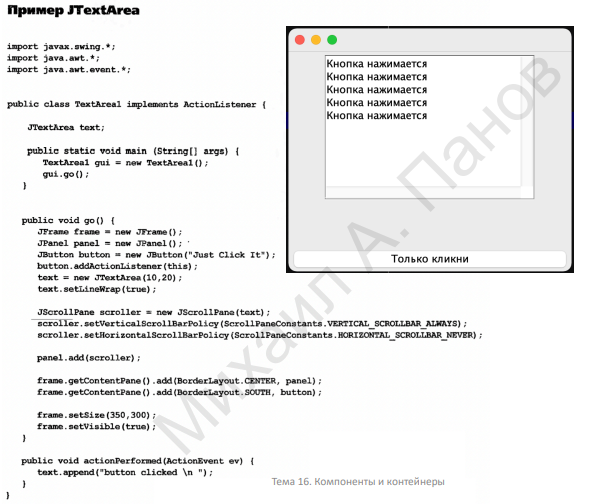 Пример JTextArea
import javax.swing.*;
import java.awt.*;
import java.awt.event.*;
public class TextArea1 implements ActionListener {
JTextArea text;
public static void main (String[] args) {
TextArea1 gui = new TextArea1();
gui.go();
}
public void go() {
JFrame frame = new JFrame();
JPanel panel = new JPanel();
JButton button = new JButton("Just Click It");
button.addActionListener(this);
text = new JTextArea(10,20);
text.setLineWrap(true);
JScrollPane scroller = new JScrollPane(text);
scroller.setVerticalScrollBarPolicy(ScrollPaneConstants.VERTICAL_SCROLLBAR_ALWAYS);
scroller.setHorizontalScrollBarPolicy(ScrollPaneConstants.HORIZONTAL_SCROLLBAR_NEVER);
panel.add(scroller);
frame.getContentPane().add(BorderLayout.CENTER, panel);
frame.getContentPane().add(BorderLayout.SOUTH, button);
frame.setSize(350,300);
frame.setVisible(true);
}
public void actionPerformed(ActionEvent ev) {
text.append("button clicked \n ");
}
}
Кнопка нажимается
Кнопка нажимается
Кнопка нажимается
Кнопка нажимается
Кнопка нажимается
Только кликни
Михаил А. Панов
Тема 16. Компоненты и контейнеры